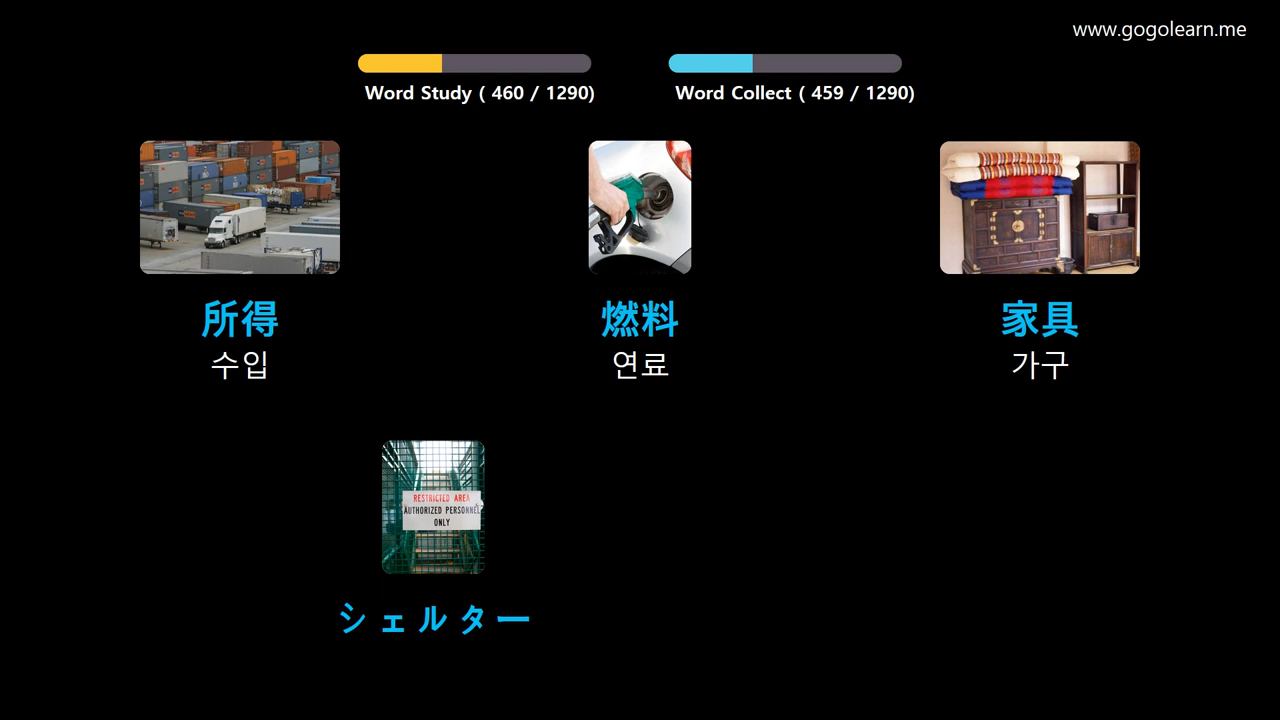 www.gogolearn.me
Word Study ( 460 / 1290)
Word Collect ( 459 / 1290)
所得
燃料
家具
수입
연료
가구
RESTRICTED AREA
AUTHORIZED PERSONNEL
ONLY
シェルター